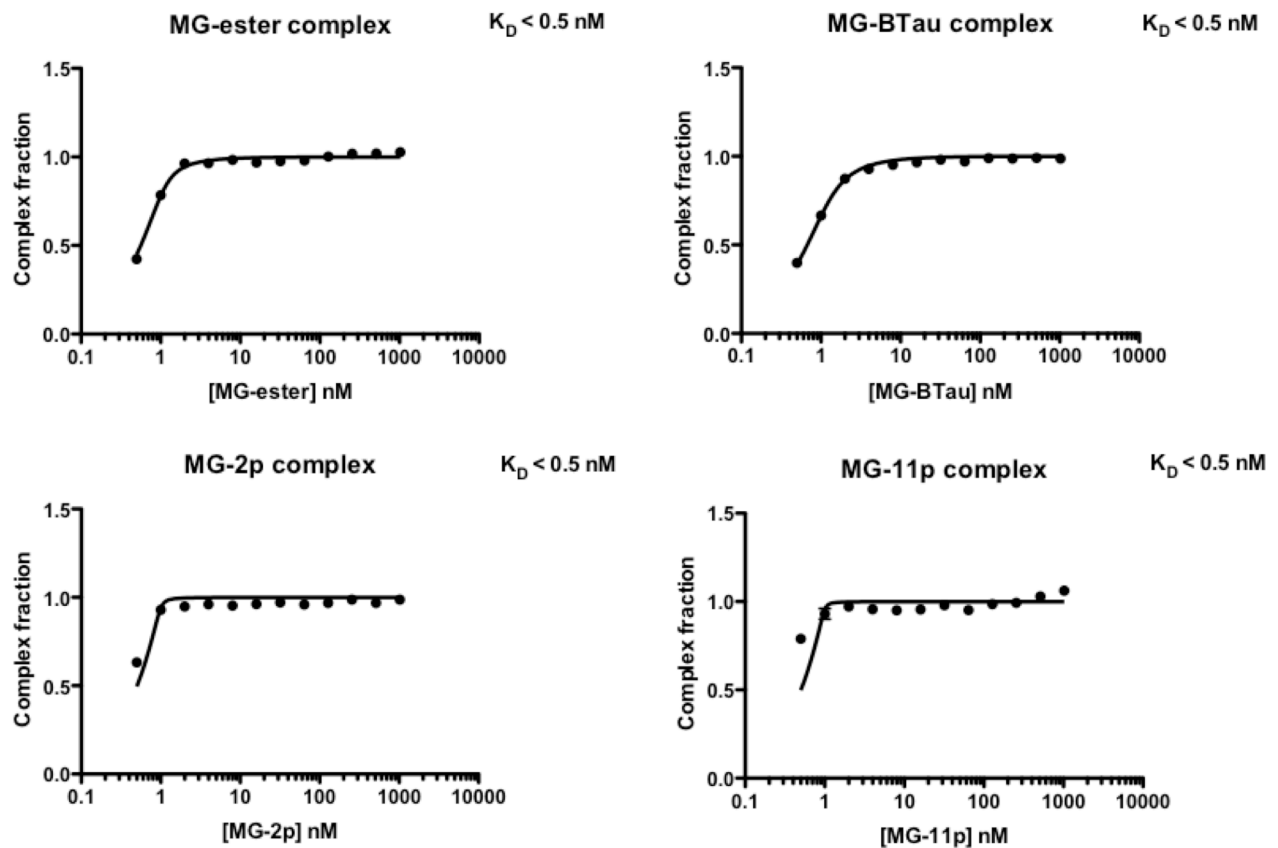 MG-ester complex
K_D < 0.5 nM
1.5
1.0
0.5
0.0
Complex fraction
0.1 1 10 100 1000 10000
[MG-ester] nM
MG-BTau complex
K_D < 0.5 nM
1.5
1.0
0.5
0.0
Complex fraction
0.1 1 10 100 1000 10000
[MG-BTau] nM
MG-2p complex
K_D < 0.5 nM
1.5
1.0
0.5
0.0
Complex fraction
0.1 1 10 100 1000 10000
[MG-2p] nM
MG-11p complex
K_D < 0.5 nM
1.5
1.0
0.5
0.0
Complex fraction
0.1 1 10 100 1000 10000
[MG-11p] nM